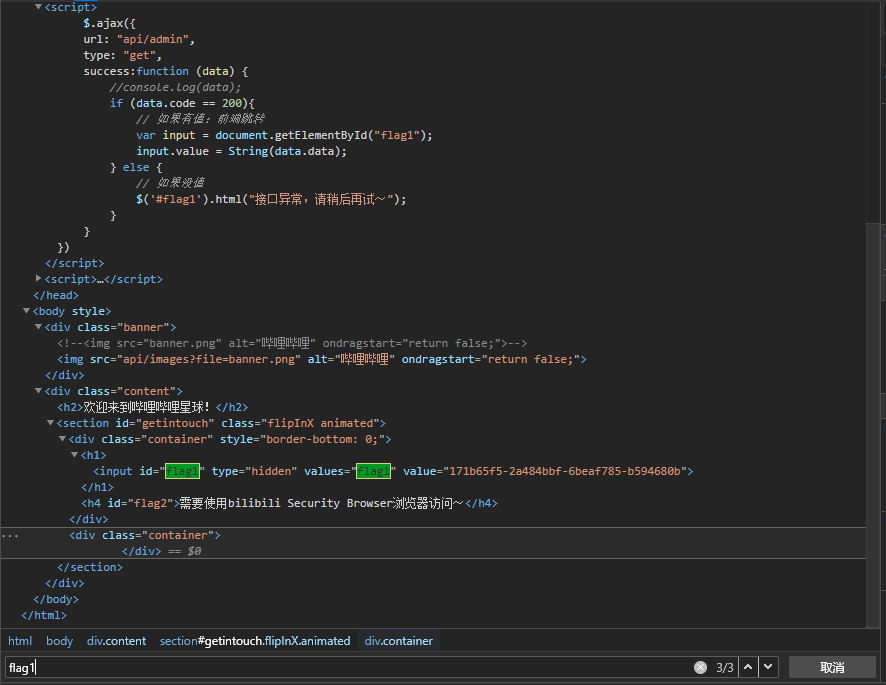 <script>
$.ajax({
url: "api/admin",
type: "get",
success:function (data) {
//console.log(data);
if (data.code == 200){
// 如果有值：前端跳转
var input = document.getElementById("flag1");
input.value = String(data.data);
} else {
// 如果没值
$('#flag1').html("接口异常，请稍后再试～");
}
}
})
</script>
<script>…</script>
</head>
<body style>
<div class="banner">
<!--<img src="banner.png" alt="哔哩哔哩" ondragstart="return false;">-->
<img src="api/images?file=banner.png" alt="哔哩哔哩" ondragstart="return false;">
</div>
<div class="content">
<h2>欢迎来到哔哩哔哩星球！</h2>
<section id="getintouch" class="flipInX animated">
<div class="container" style="border-bottom: 0;">
<h1>
<input id="flag1" type="hidden" values="flag1" value="171b65f5-2a484bbf-6beaf785-b594680b">
</h1>
<h4 id="flag2">需要使用bilibili Security Browser浏览器访问～</h4>
</div>
... <div class="container">
</div> == $0
</section>
</div>
</body>
</html>
html body div.content section#getintouch.flipInX.animated div.container
flag1 3/3 取消